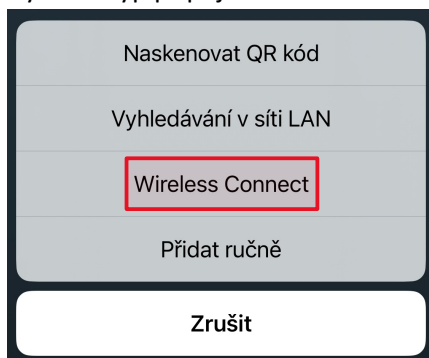 Naskenovat QR kód
Vyhledávání v síti LAN
Wireless Connect
Přidat ručně
Zrušit